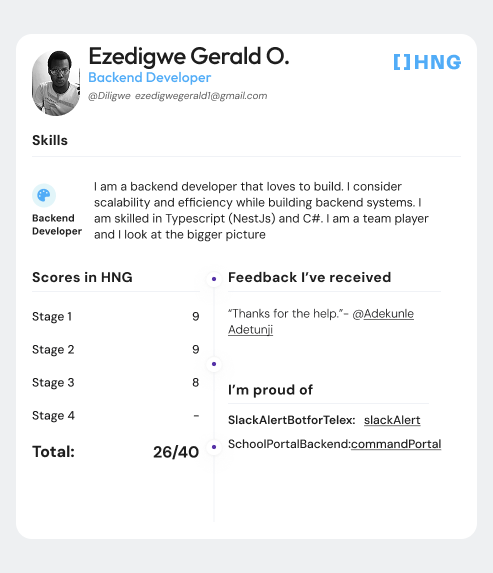 Ezedigwe Gerald O.
Backend Developer
@Diligwe ezedigwegerald1@gmail.com
[]HNG
Skills
Backend
Developer
I am a backend developer that loves to build. I consider
scalability and efficiency while building backend systems. I
am skilled in Typescript (NestJs) and C#. I am a team player
and I look at the bigger picture
Scores in HNG
Stage 1 9
Stage 2 9
Stage 3 8
Stage 4 -
Total: 26/40
Feedback I’ve received
“Thanks for the help.”- @Adekunle
Adetunji
I’m proud of
SlackAlertBotforTelex: slackAlert
SchoolPortalBackend:commandPortal